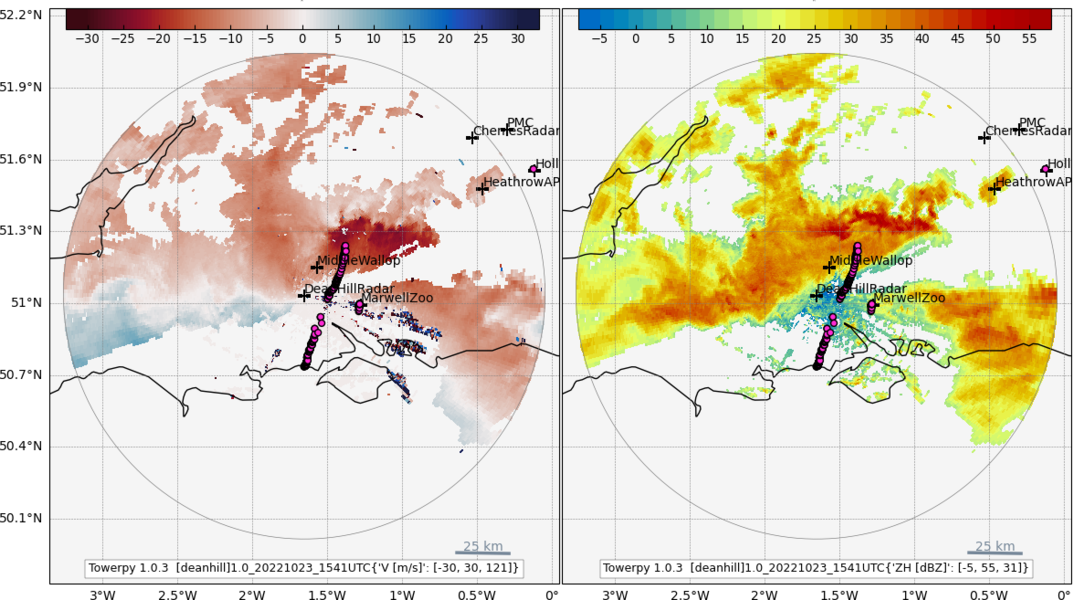 −30 −25 −20 −15 −10 −5 0 5 10 15 20 25 30
−5 0 5 10 15 20 25 30 35 40 45 50 55
52.2°N
51.9°N
51.6°N
51.3°N
51°N
50.7°N
50.4°N
50.1°N
PMC
Holl
HeathrowAP
MiddleWallop
MarwellZoo
25 km
Towerpy 1.0.3 [deanhill]1.0_20221023_1541UTC{'V [m/s]': [-30, 30, 121]}
3°W 2.5°W 2°W 1.5°W 1°W 0.5°W 0°
PMC
Holl
HeathrowAP
MiddleWallop
MarwellZoo
25 km
Towerpy 1.0.3 [deanhill]1.0_20221023_1541UTC{'ZH [dBZ]': [-5, 55, 31]}
3°W 2.5°W 2°W 1.5°W 1°W 0.5°W 0°